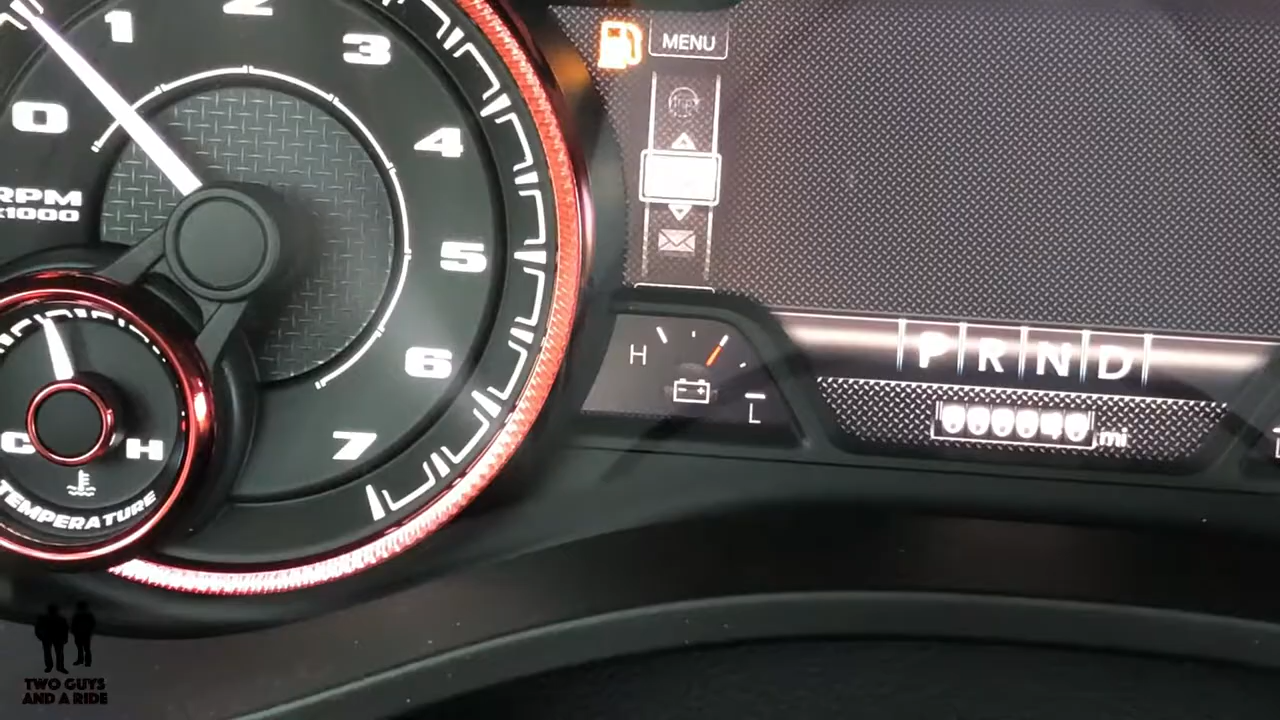 1
2
3
0
4
RPM
x1000
5
6
7
MENU
H
L
P R N D
mi
C H
TEMPERATURE
TWO GUYS
AND A RIDE